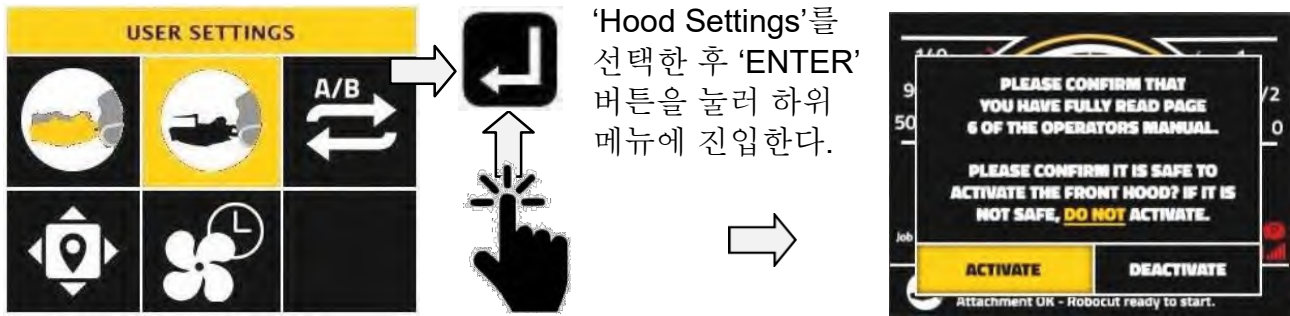 USER SETTINGS
A/B
‘Hood Settings’를
선택한 후 ‘ENTER’
버튼을 눌러 하위
메뉴에 진입한다.
PLEASE CONFIRM THAT
YOU HAVE FULLY READ PAGE
6 OF THE OPERATORS MANUAL.
PLEASE CONFIRM IT IS SAFE TO
ACTIVATE THE FRONT HOOD? IF IT IS
NOT SAFE, DO NOT ACTIVATE.
ACTIVATE
DEACTIVATE
Job
Attachment OK - Robocut ready to start.